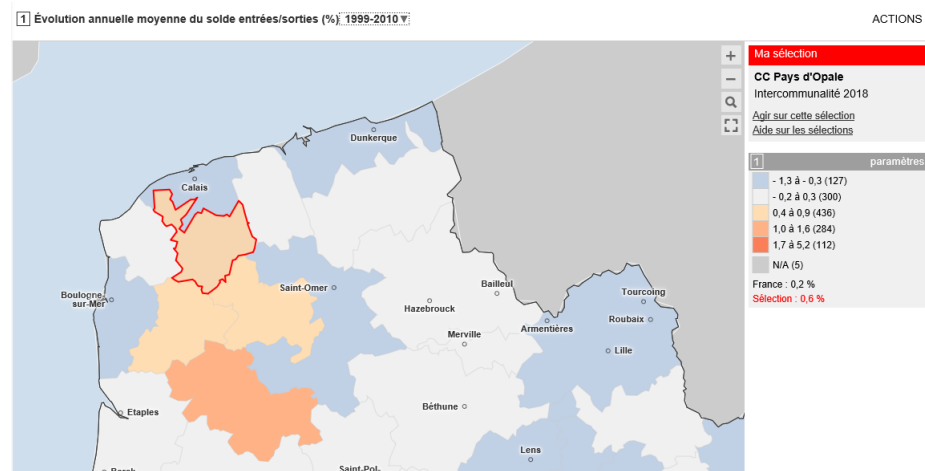 1 Évolution annuelle moyenne du solde entrées/sorties (%) 1999-2010 ▼
ACTIONS
Ma sélection
CC Pays d'Opale
Intercommunalité 2018
Agir sur cette sélection
Aide sur les sélections
1 paramètres
- 1,3 à - 0,3 (127)
- 0,2 à 0,3 (300)
0,4 à 0,9 (436)
1,0 à 1,6 (284)
1,7 à 5,2 (112)
N/A (5)
France : 0,2 %
Sélection : 0,6 %
Dunkerque
Calais
Saint-Omer
Bailleul
Boulogne-
sur-Mer
Hazebrouck
Tourcoing
Armentières
Roubaix
Merville
Lille
Etaples
Béthune
Lens
Berck
Saint-Pol-